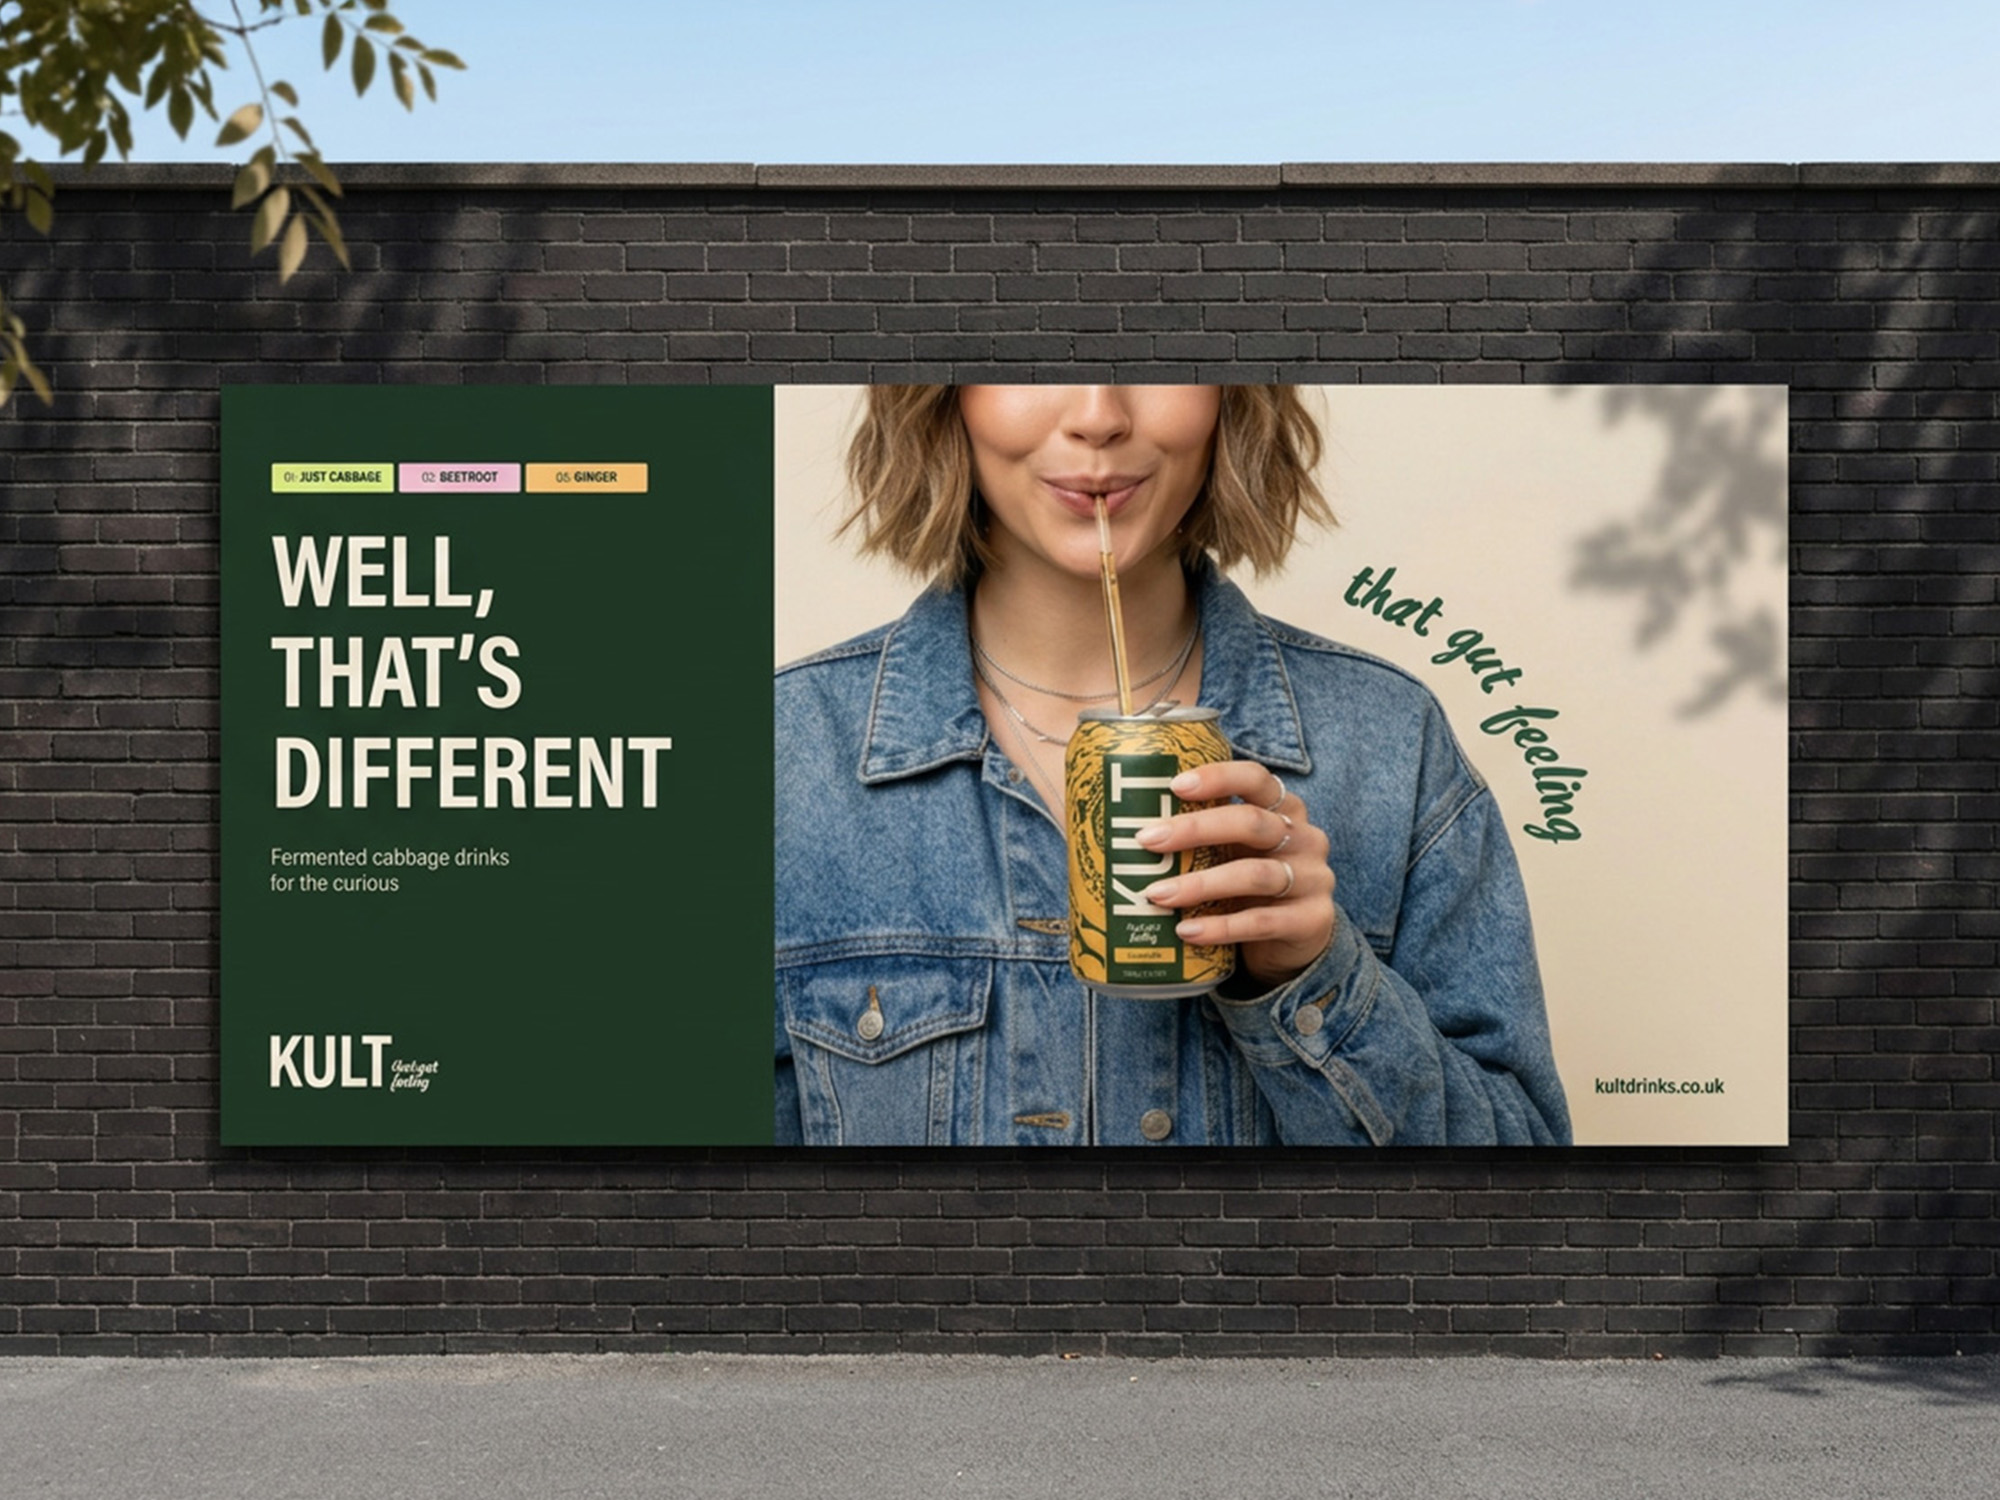 01 JUST CABBAGE
02 BEETROOT
05 GINGER
WELL,
THAT'S
DIFFERENT
Fermented cabbage drinks
for the curious
KULT
that gut feeling
KULT
kultdrinks.co.uk